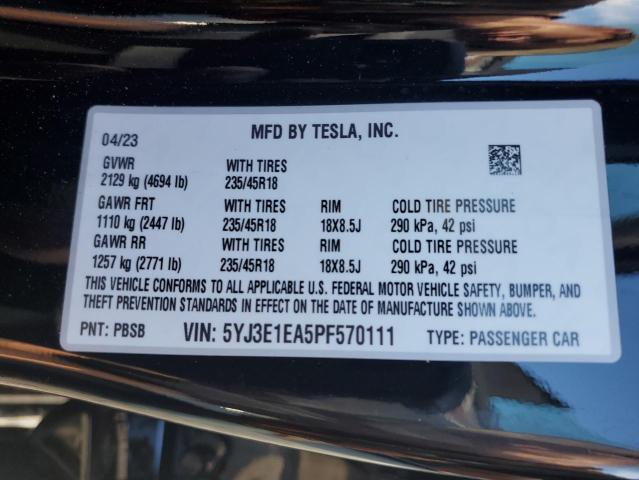 04/23 MFD BY TESLA, INC.
GVWR WITH TIRES
2129 kg (4694 lb) 235/45R18
GAWR FRT WITH TIRES RIM COLD TIRE PRESSURE
1110 kg (2447 lb) 235/45R18 18X8.5J 290 kPa, 42 psi
GAWR RR WITH TIRES RIM COLD TIRE PRESSURE
1257 kg (2771 lb) 235/45R18 18X8.5J 290 kPa, 42 psi
THIS VEHICLE CONFORMS TO ALL APPLICABLE U.S. FEDERAL MOTOR VEHICLE SAFETY, BUMPER, AND
THEFT PREVENTION STANDARDS IN EFFECT ON THE DATE OF MANUFACTURE SHOWN ABOVE.
PNT: PBSB VIN: 5YJ3E1EA5PF570111 TYPE: PASSENGER CAR